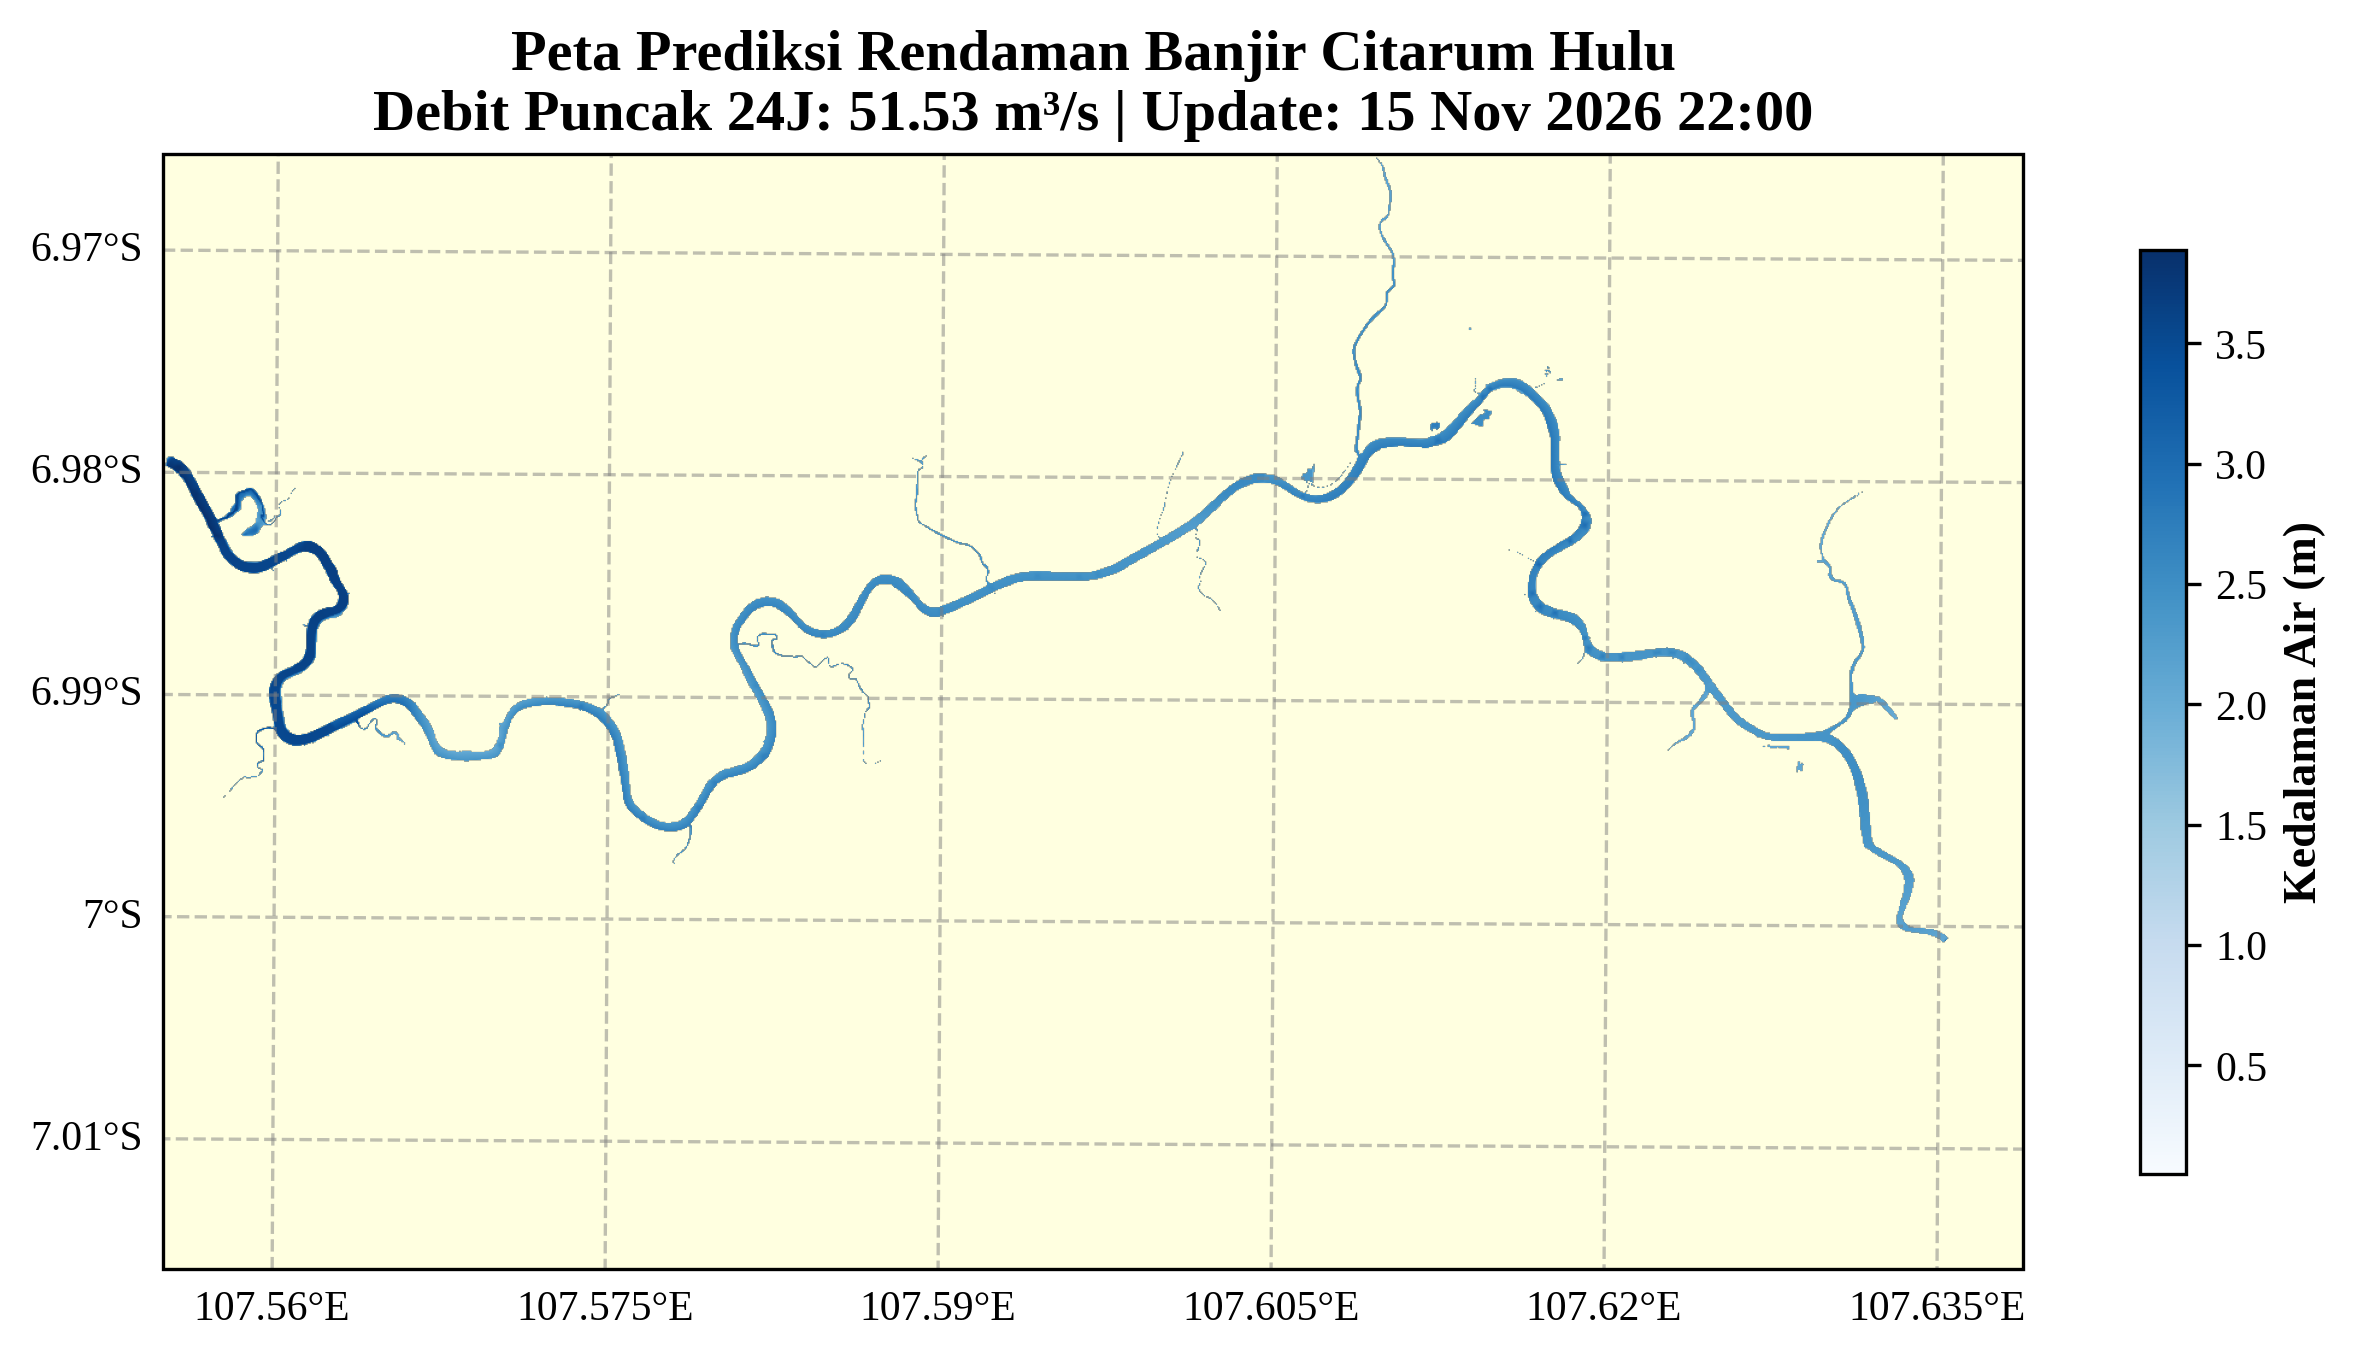 Peta Prediksi Rendaman Banjir Citarum Hulu
Debit Puncak 24J: 51.53 m³/s | Update: 15 Nov 2026 22:00
6.97°S
6.98°S
6.99°S
7°S
7.01°S
107.56°E
107.575°E
107.59°E
107.605°E
107.62°E
107.635°E
3.5
3.0
2.5
2.0
1.5
1.0
0.5
Kedalaman Air (m)